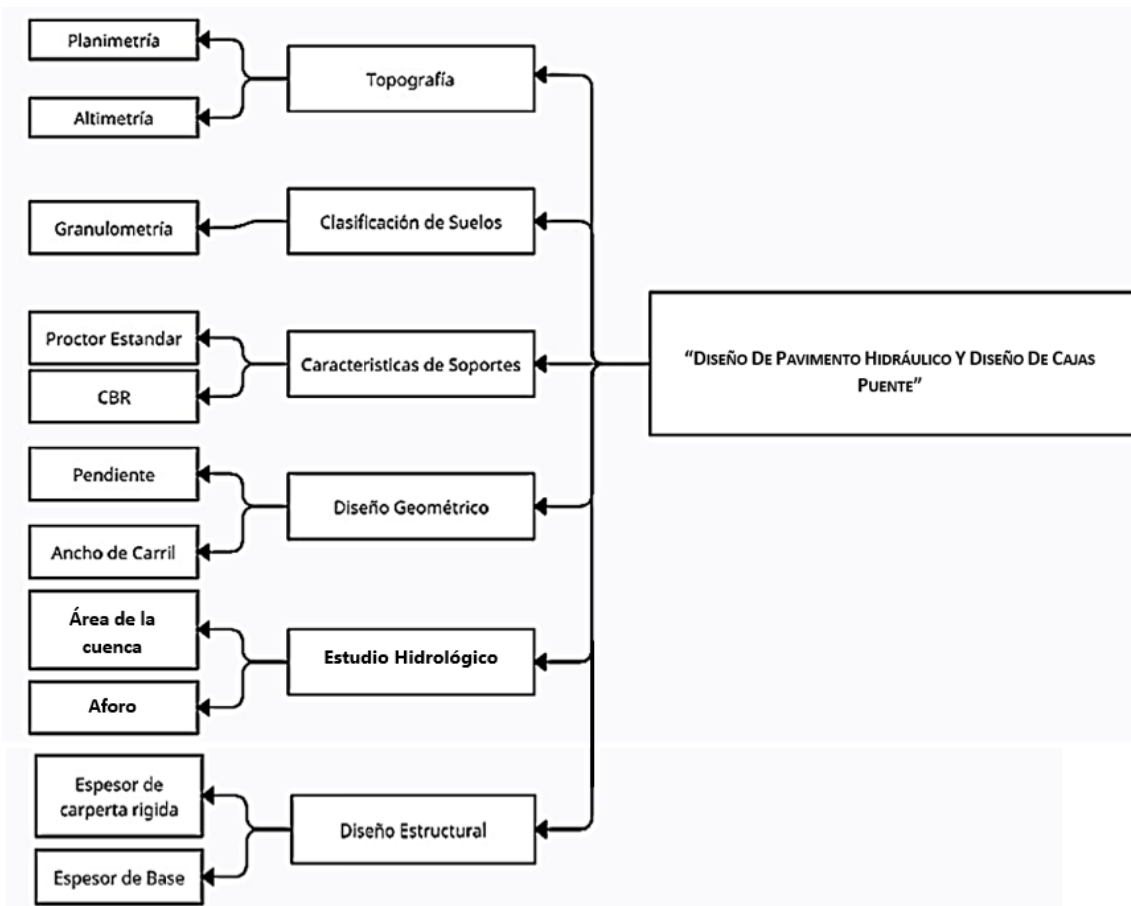 Planimetría
Topografía
Altimetría
Granulometría
Clasificación de Suelos
Proctor Estandar
Caracteristicas de Soportes
CBR
"DISEÑO DE PAVIMENTO HIDRÁULICO Y DISEÑO DE CAJAS
PUENTE"
Pendiente
Diseño Geométrico
Ancho de Carril
Área de la
cuenca
Estudio Hidrológico
Aforo
Espesor de
carperta rigida
Diseño Estructural
Espesor de Base